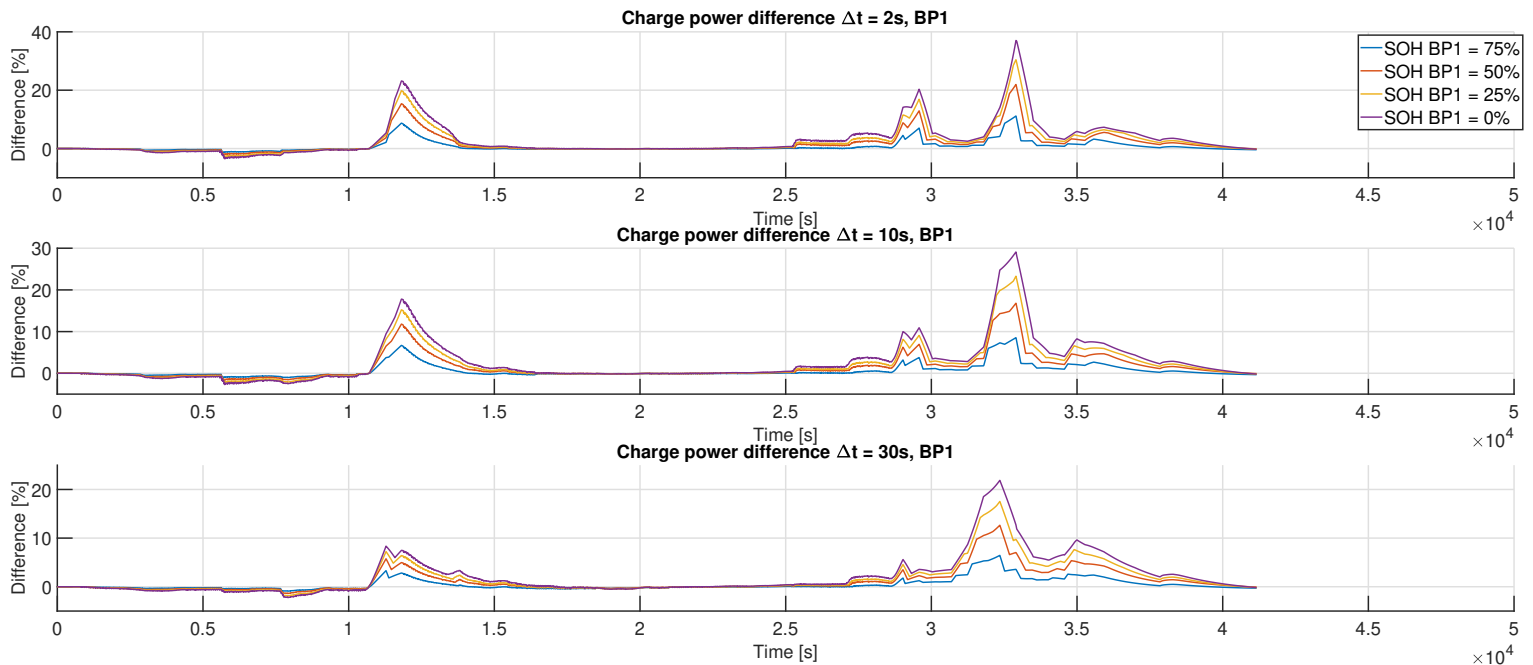 Charge power difference Δt = 2s, BP1
Difference [%]
40
20
0
0 0.5 1 1.5 2 2.5 3 3.5 4 4.5 5
Time [s]
×10^4
SOH BP1 = 75%
SOH BP1 = 50%
SOH BP1 = 25%
SOH BP1 = 0%
Charge power difference Δt = 10s, BP1
Difference [%]
30
20
10
0
0 0.5 1 1.5 2 2.5 3 3.5 4 4.5 5
Time [s]
×10^4
Charge power difference Δt = 30s, BP1
Difference [%]
20
10
0
0 0.5 1 1.5 2 2.5 3 3.5 4 4.5 5
Time [s]
×10^4